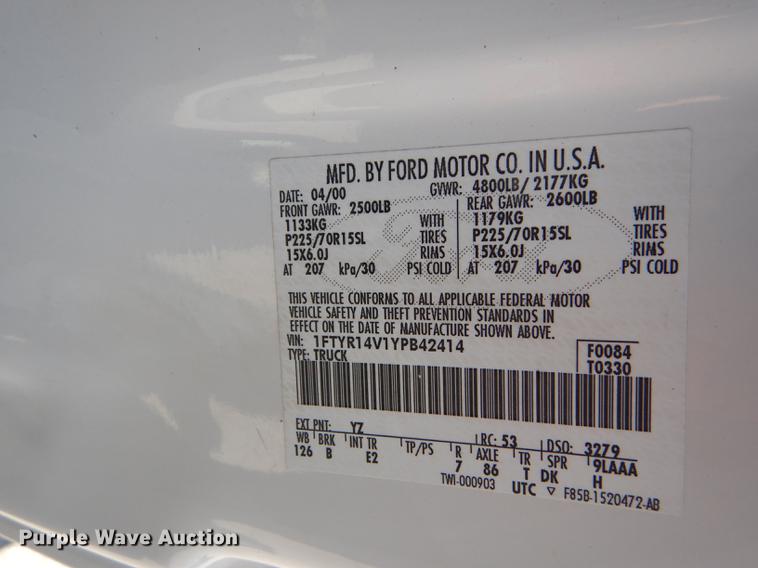 MFD. BY FORD MOTOR CO. IN U.S.A.
DATE: 04/00 GVWR: 4800LB/ 2177KG
FRONT GAWR: 2500LB REAR GAWR: 2600LB
1133KG WITH 1179KG WITH
P225/70R15SL TIRES P225/70R15SL TIRES
15X6.0J RIMS 15X6.0J RIMS
AT 207 kPa/30 PSI COLD AT 207 kPa/30 PSI COLD
THIS VEHICLE CONFORMS TO ALL APPLICABLE FEDERAL MOTOR
VEHICLE SAFETY AND THEFT PREVENTION STANDARDS IN
EFFECT ON THE DATE OF MANUFACTURE SHOWN ABOVE.
VIN: 1FTYR14V1YPB42414
TYPE: TRUCK
F0084
T0330
EXT PNT: YZ RC: 53 DSO: 3279
WB BRK INT TR TP/PS R AXLE TR SPR 9LAAA
126 B E2 7 86 T DK H
TWI-000903 UTC F85B-1520472-AB
Purple Wave Auction